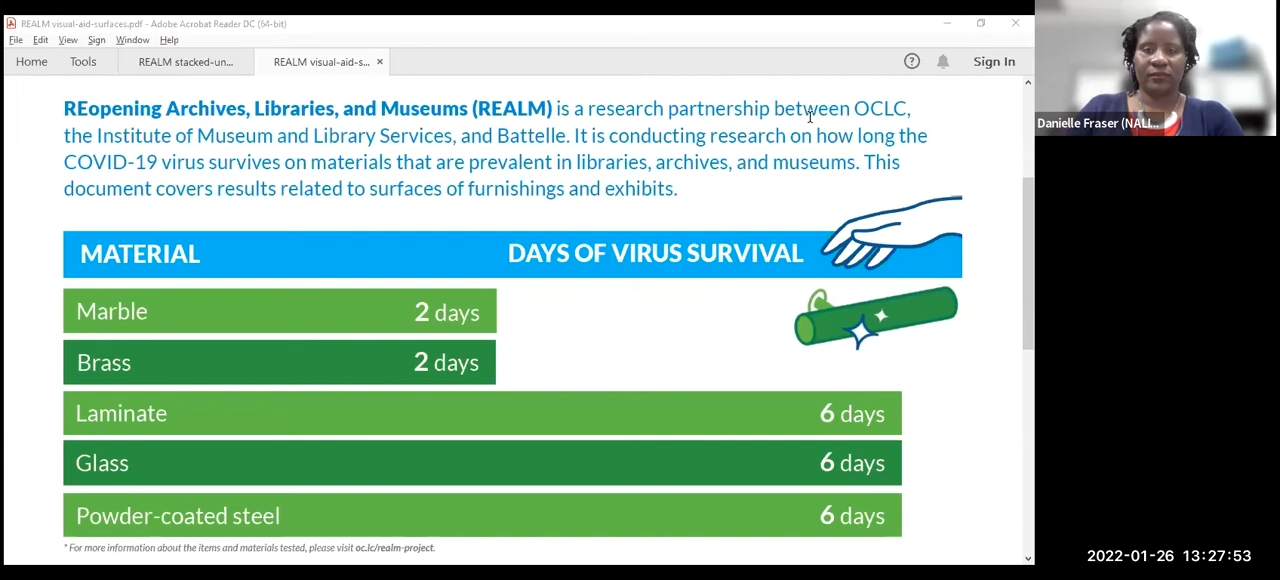 REALM visual-aid-surfaces.pdf - Adobe Acrobat Reader DC (64-bit)
File Edit View Sign Window Help
Home Tools REALM stacked-un... REALM visual-aid-s... × Sign In
REopening Archives, Libraries, and Museums (REALM) is a research partnership between OCLC,
the Institute of Museum and Library Services, and Battelle. It is conducting research on how long the
COVID-19 virus survives on materials that are prevalent in libraries, archives, and museums. This
document covers results related to surfaces of furnishings and exhibits.
MATERIAL DAYS OF VIRUS SURVIVAL
Marble 2 days
Brass 2 days
Laminate 6 days
Glass 6 days
Powder-coated steel 6 days
* For more information about the items and materials tested, please visit oc.lc/realm-project.
Danielle Fraser (NALI...
2022-01-26 13:27:53